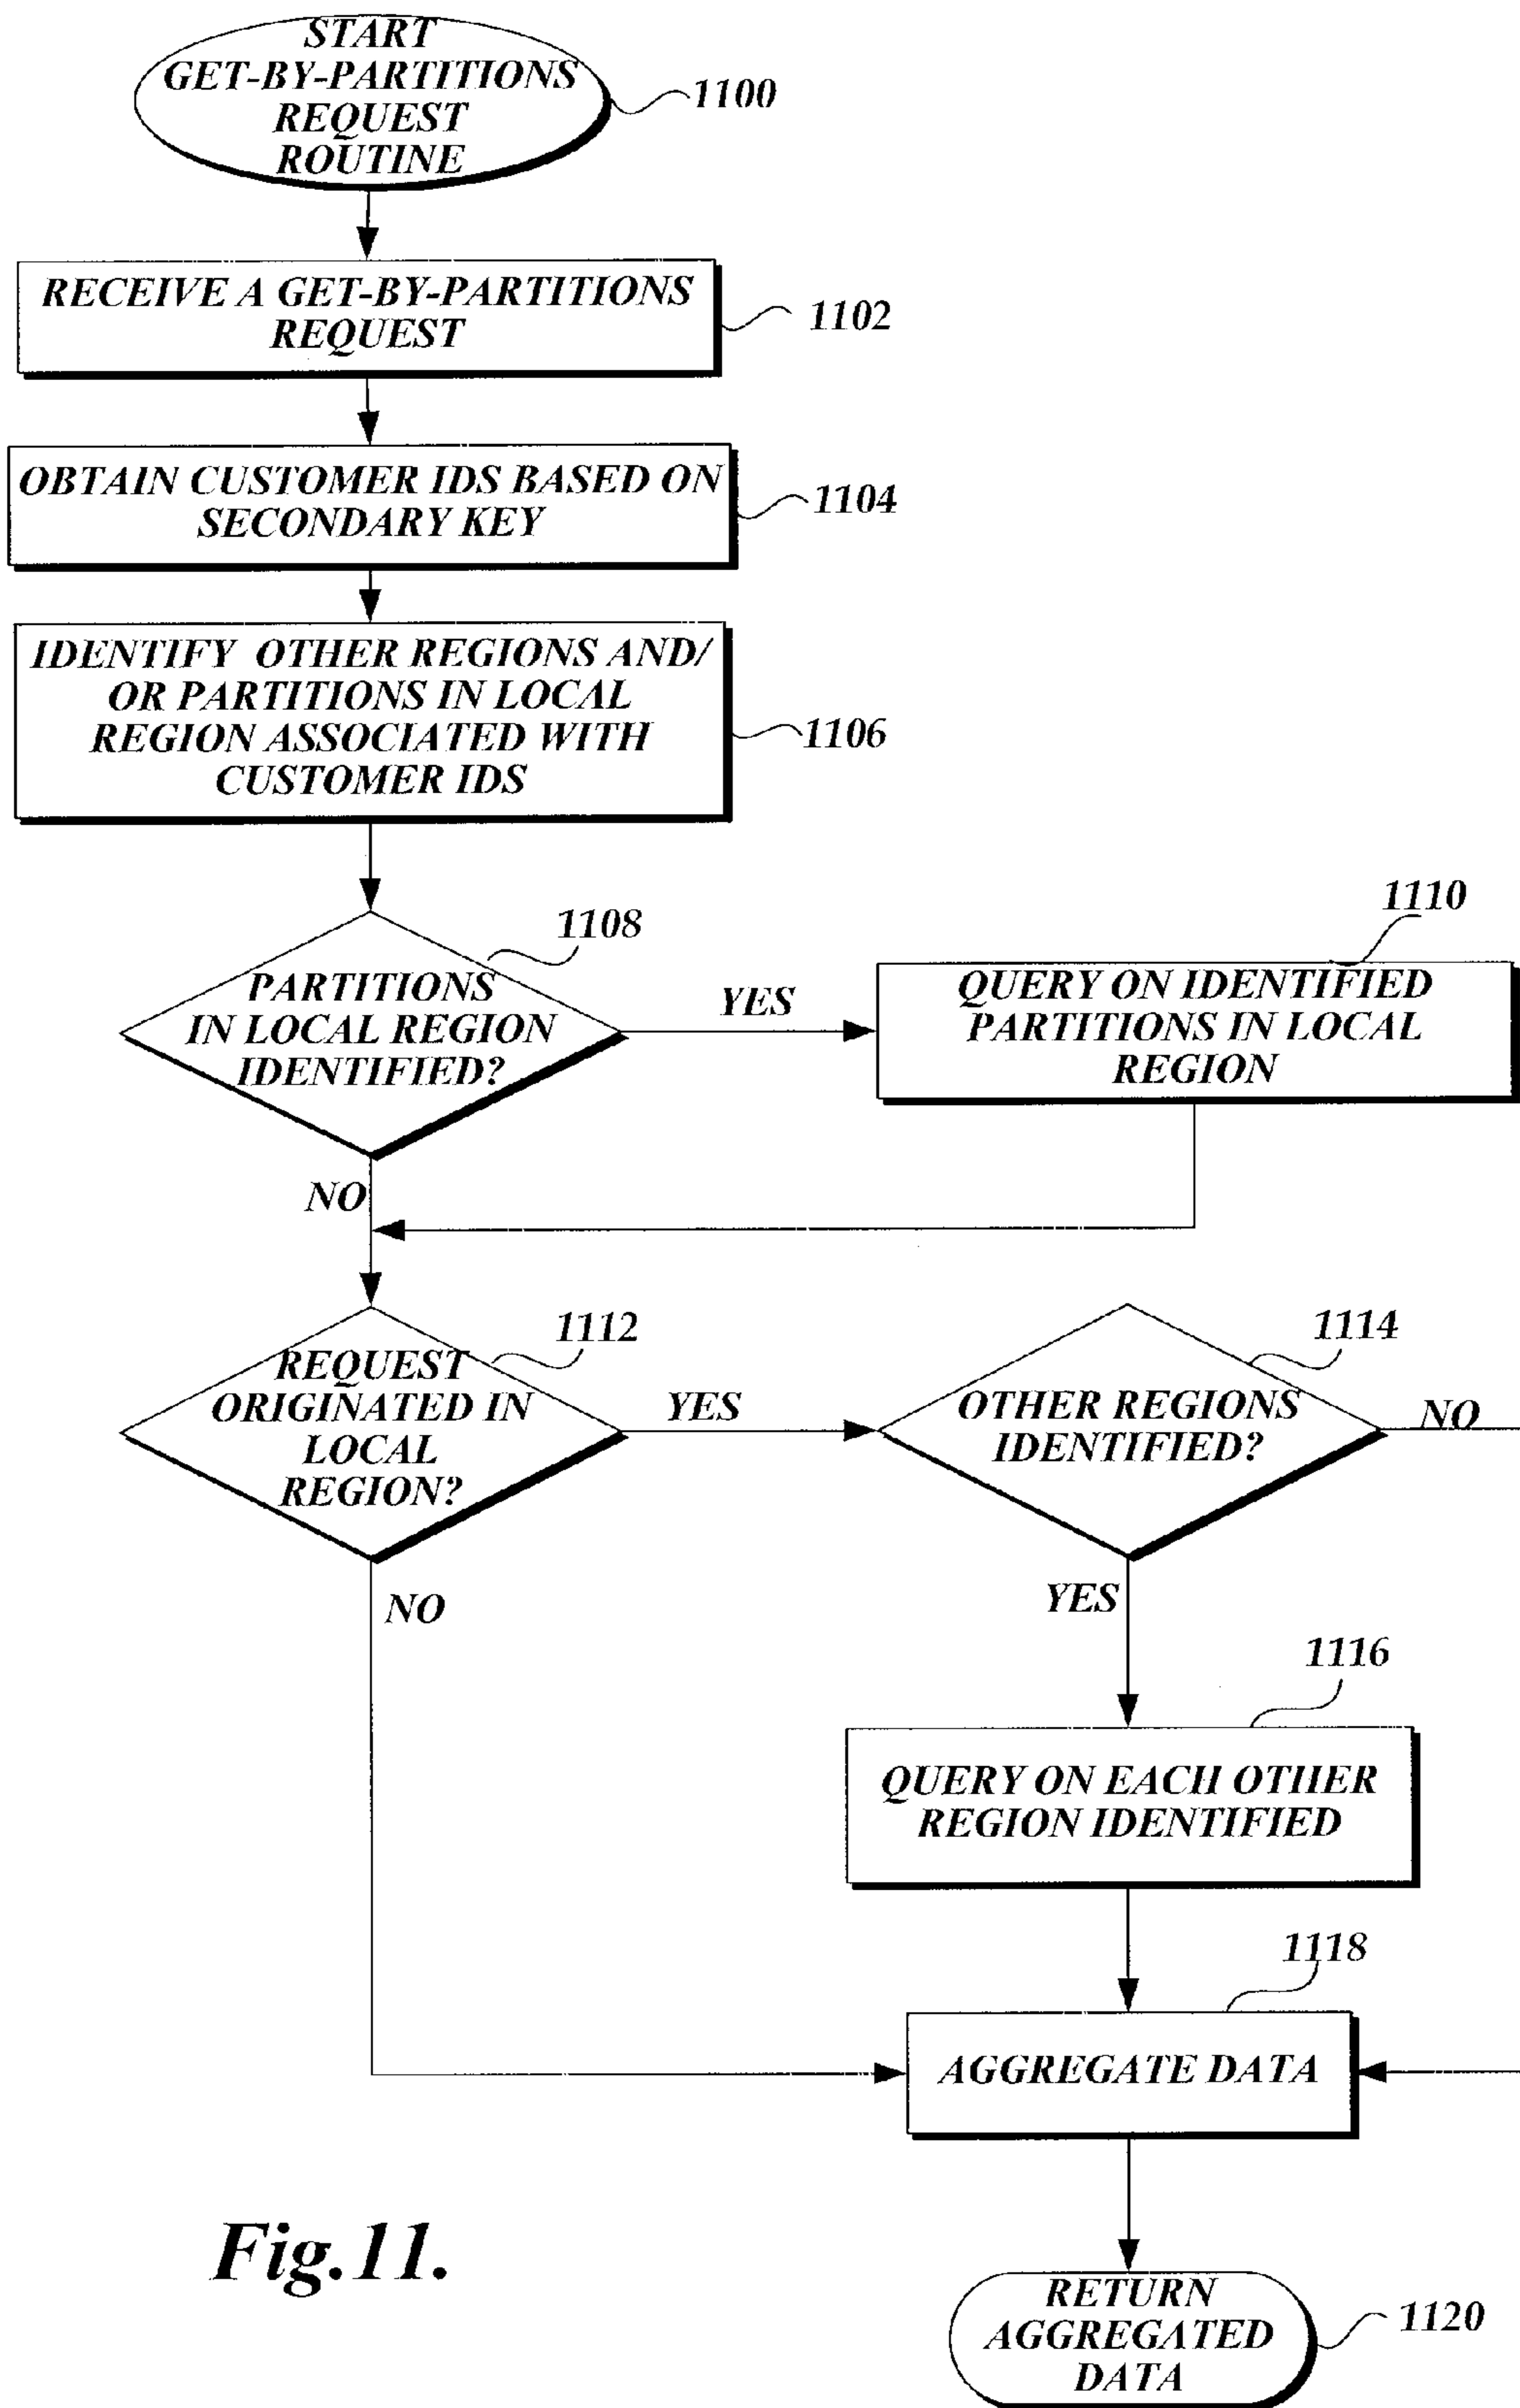 START
GET-BY-PARTITIONS
REQUEST
ROUTINE
1100
RECEIVE A GET-BY-PARTITIONS
REQUEST
1102
OBTAIN CUSTOMER IDS BASED ON
SECONDARY KEY
1104
IDENTIFY OTHER REGIONS AND/
OR PARTITIONS IN LOCAL
REGION ASSOCIATED WITH
CUSTOMER IDS
1106
1108
PARTITIONS
IN LOCAL REGION
IDENTIFIED?
YES
NO
1110
QUERY ON IDENTIFIED
PARTITIONS IN LOCAL
REGION
1112
REQUEST
ORIGINATED IN
LOCAL
REGION?
YES
NO
1114
OTHER REGIONS
IDENTIFIED?
NO
YES
1116
QUERY ON EACH OTHER
REGION IDENTIFIED
1118
AGGREGATE DATA
RETURN
AGGREGATED
DATA
1120
Fig.11.